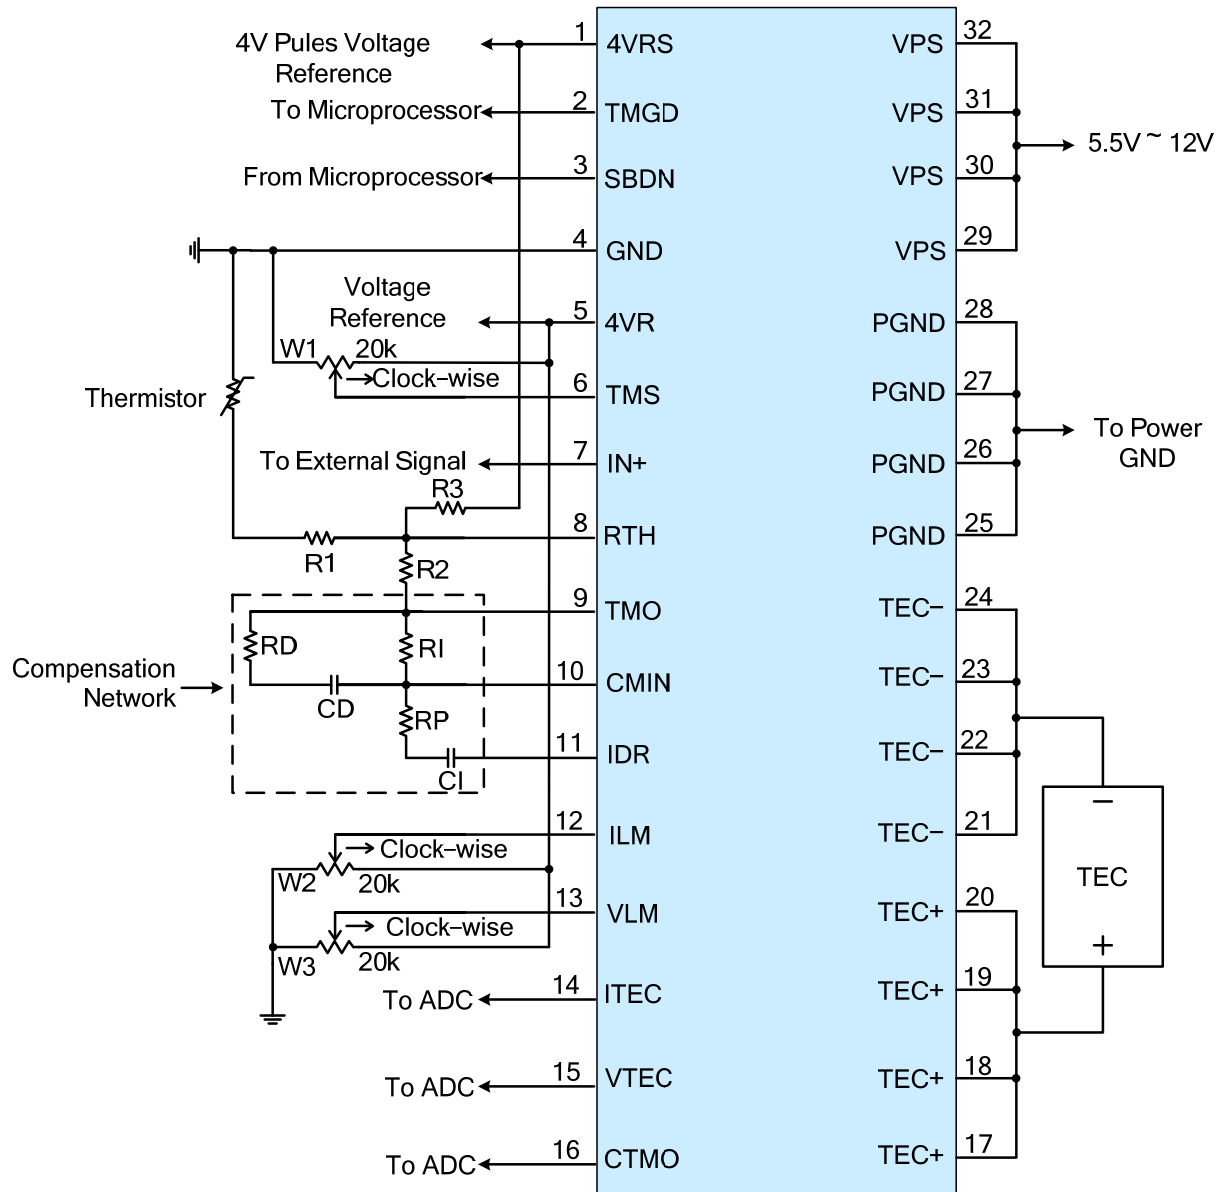 4V Pules Voltage
Reference
1
4VRS
VPS
32
To Microprocessor
2
TMGD
VPS
31
5.5V ~ 12V
From Microprocessor
3
SBDN
VPS
30
4
GND
VPS
29
Voltage
Reference
5
4VR
PGND
28
W1
20k
Clock-wise
6
TMS
PGND
27
Thermistor
To Power
GND
To External Signal
7
IN+
PGND
26
R3
8
RTH
PGND
25
R1
R2
9
TMO
TEC-
24
RD
RI
Compensation
Network
10
CMIN
TEC-
23
CD
RP
11
IDR
TEC-
22
CI
12
ILM
TEC-
21
Clock-wise
W2
20k
-
TEC
+
13
VLM
TEC+
20
Clock-wise
W3
20k
To ADC
14
ITEC
TEC+
19
To ADC
15
VTEC
TEC+
18
To ADC
16
CTMO
TEC+
17